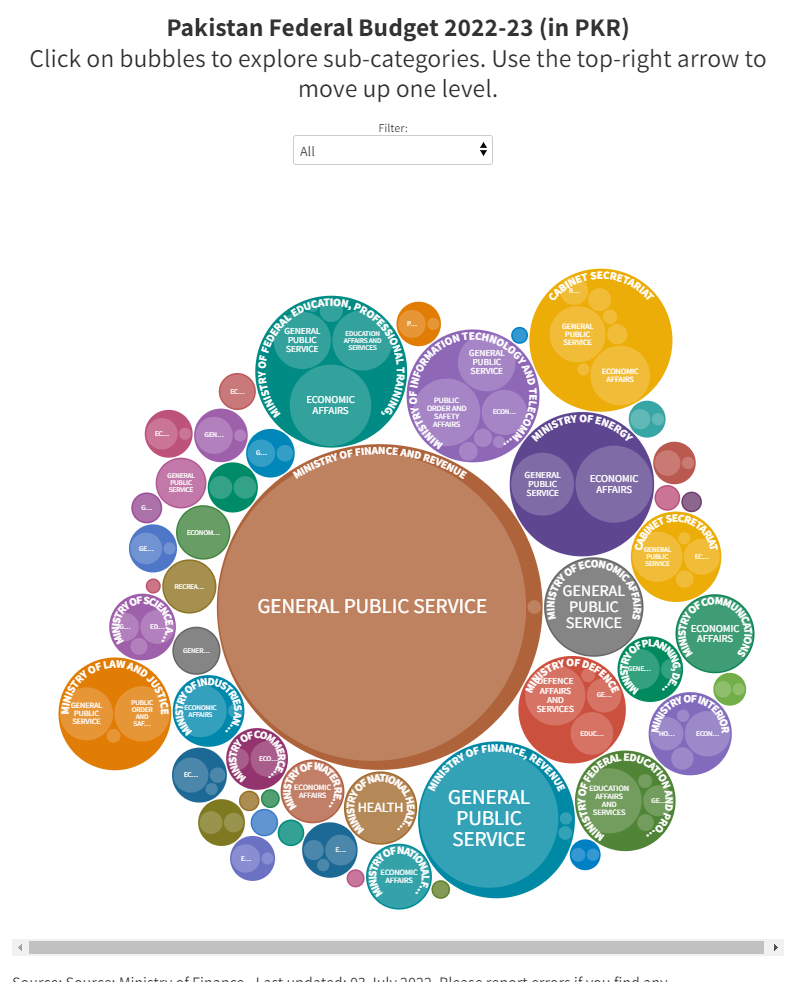 Pakistan Federal Budget 2022-23 (in PKR)
Click on bubbles to explore sub-categories. Use the top-right arrow to
move up one level.
Filter:
All
CABINET SECRETARIAT
R...
GENERAL
PUBLIC
SERVICE
ECONOMIC
AFFAIRS
MINISTRY OF FEDERAL EDUCATION, PROFESSIONAL TRAINING,
GENERAL
PUBLIC
SERVICE
EDUCATION
AFFAIRS AND
SERVICES
ECONOMIC
AFFAIRS
P...
MINISTRY OF INFORMATION TECHNOLOGY AND TELECOMM...
GENERAL
PUBLIC
SERVICE
PUBLIC
ORDER AND
SAFETY
AFFAIRS
ECON...
EC...
EC...
GEN...
G...
MINISTRY OF ENERGY
GENERAL
PUBLIC
SERVICE
ECONOMIC
AFFAIRS
GENERAL
PUBLIC
SERVICE
G...
ECONOM...
GE...
RECREA...
MINISTRY OF FINANCE AND REVENUE
GENERAL PUBLIC SERVICE
CABINET SECRETARIAT
GENERAL
PUBLIC
SERVICE
EC...
MINISTRY OF ECONOMIC AFFAIRS
GENERAL
PUBLIC
SERVICE
MINISTRY OF COMMUNICATIONS
ECONOMIC
AFFAIRS
MINISTRY OF SCIENCE A...
G...
ED...
GENER...
MINISTRY OF PLANNING, DE...
GENE...
MINISTRY OF LAW AND JUSTICE
GENERAL
PUBLIC
SERVICE
PUBLIC
ORDER
AND
SAF...
MINISTRY OF INDUSTRIES AN...
ECONOMIC
AFFAIRS
MINISTRY OF DEFENCE
DEFENCE
AFFAIRS
AND
SERVICES
GE...
EDUC...
MINISTRY OF INTERIOR
HO...
ECON...
MINISTRY OF COMMERCE...
ECO...
EC...
MINISTRY OF WATER RE...
ECONOMIC
AFFAIRS
MINISTRY OF NATIONAL HEALT...
HEALTH
MINISTRY OF FINANCE, REVENUE
GENERAL
PUBLIC
SERVICE
MINISTRY OF FEDERAL EDUCATION AND PRO...
EDUCATION
AFFAIRS
AND
SERVICES
GE...
E...
E...
MINISTRY OF NATIONAL F...
ECONOMIC
AFFAIRS
Source: Source: Ministry of Finance - Last updated: 03 July 2022. Please report errors if you find any